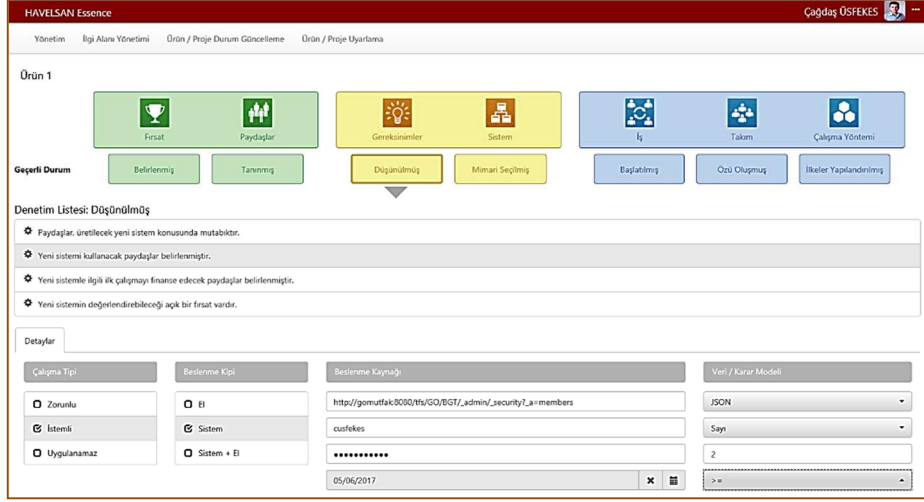 HAVELSAN Essence
Çağdaş ÜSFEKES
Yönetim İlgi Alanı Yönetimi Ürün / Proje Durum Güncelleme Ürün / Proje Uyarlama
Ürün 1
Fırsat Paydaşlar Gereksinimler Sistem İş Takım Çalışma Yöntemi
Geçerli Durum Belirlenmiş Tanınmış Düşünülmüş Mimari Seçilmiş Başlatılmış Özü Oluşmuş İlkeler Yapılandırılmış
Denetim Listesi: Düşünülmüş
Paydaşlar, üretilecek yeni sistem konusunda mutabıktır.
Yeni sistemi kullanacak paydaşlar belirlenmiştir.
Yeni sistemle ilgili ilk çalışmayı finanse edecek paydaşlar belirlenmiştir.
Yeni sistemin değerlendirebileceği açık bir fırsat vardır.
Detaylar
Çalışma Tipi Beslenme Kipi Beslenme Kaynağı Veri / Karar Modeli
Zorunlu El http://gomutfak:8080/tfs/GO/BGT/_admin/_security?_a=members JSON
İstemli Sistem cusfekes Sayı
Uygulanamaz Sistem + El ●●●●●●●●●●● 2
05/06/2017 >=